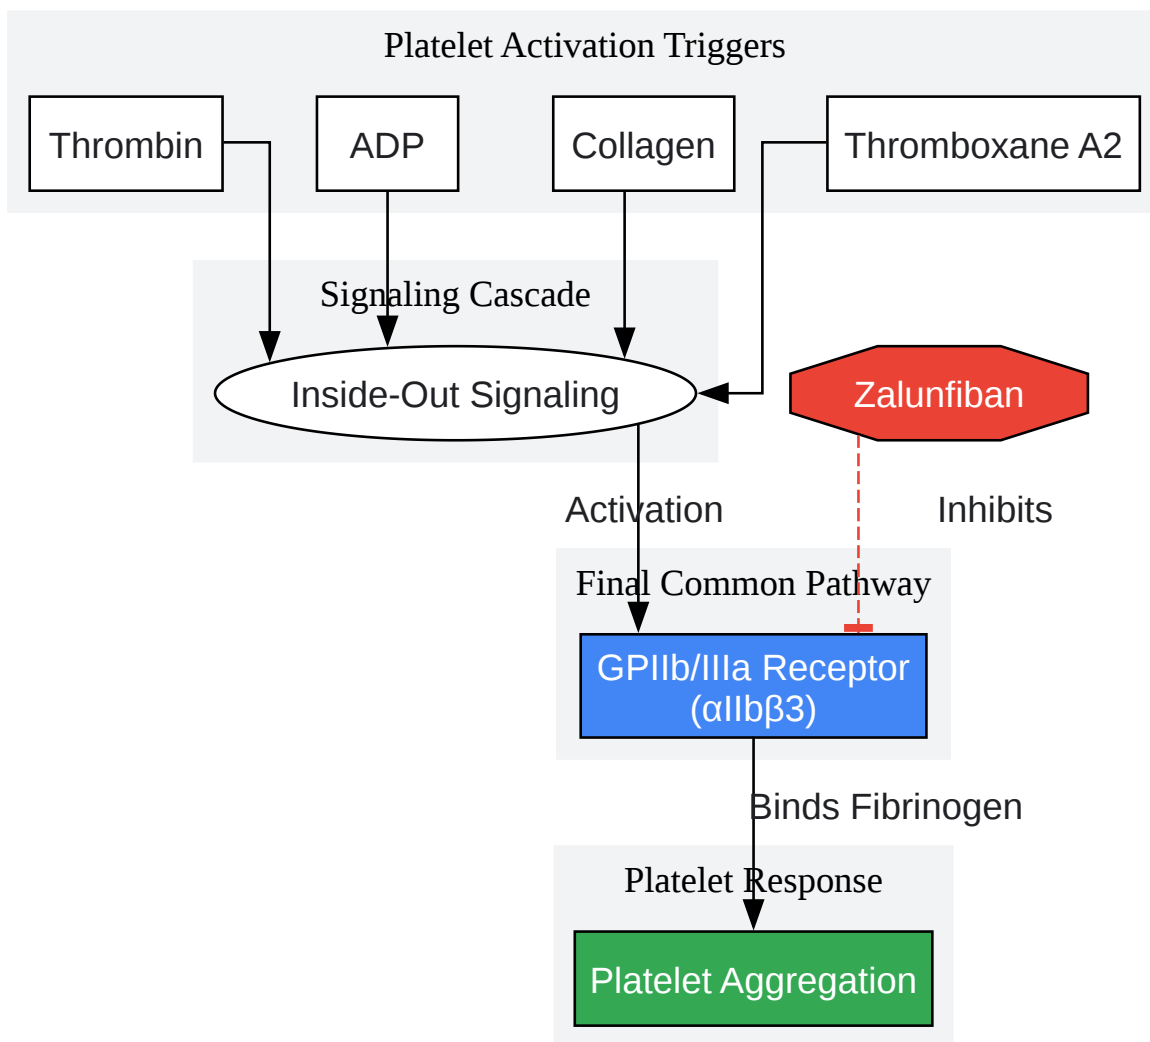 Platelet Activation Triggers
Thrombin
ADP
Collagen
Thromboxane A2
Signaling Cascade
Inside-Out Signaling
Zalunfiban
Activation
Inhibits
Final Common Pathway
GPIIb/IIIa Receptor
(αIIbβ3)
Binds Fibrinogen
Platelet Response
Platelet Aggregation